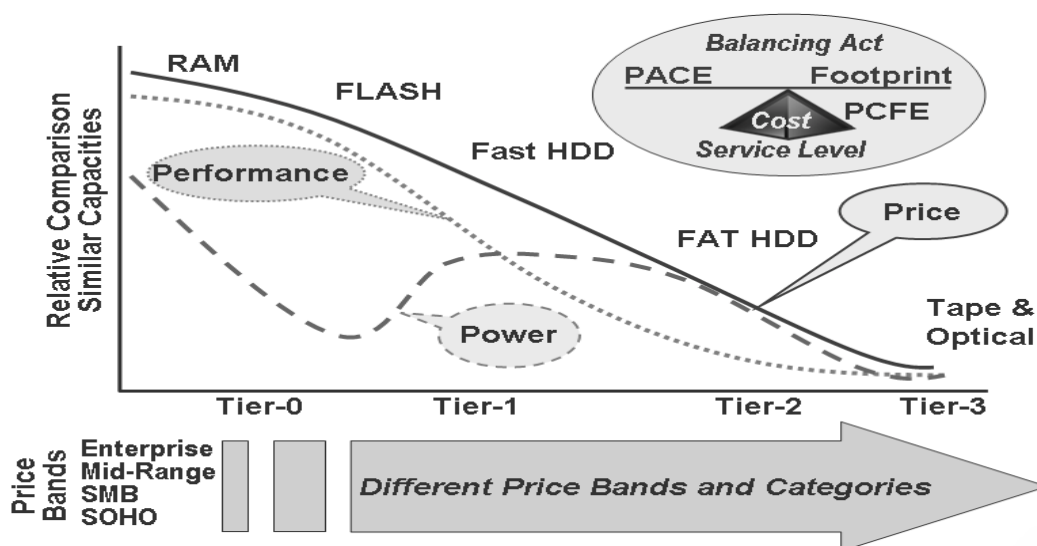 Relative Comparison
Similar Capacities
RAM
FLASH
Fast HDD
FAT HDD
Tape &
Optical
Performance
Power
Price
Balancing Act
PACE Footprint
Cost PCFE
Service Level
Tier-0 Tier-1 Tier-2 Tier-3
Price
Bands
Enterprise
Mid-Range
SMB
SOHO
Different Price Bands and Categories